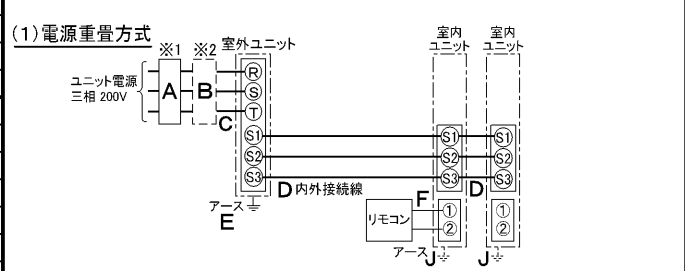 (1)電源重畳方式
※1
※2
室外ユニット
室内
ユニット
室内
ユニット
ユニット電源
三相 200V
A
B
C
R
S
T
S1
S2
S3
S1
S2
S3
S1
S2
S3
D 内外接続線
D
アース
E
リモコン
F
①
②
①
②
アース
J
J